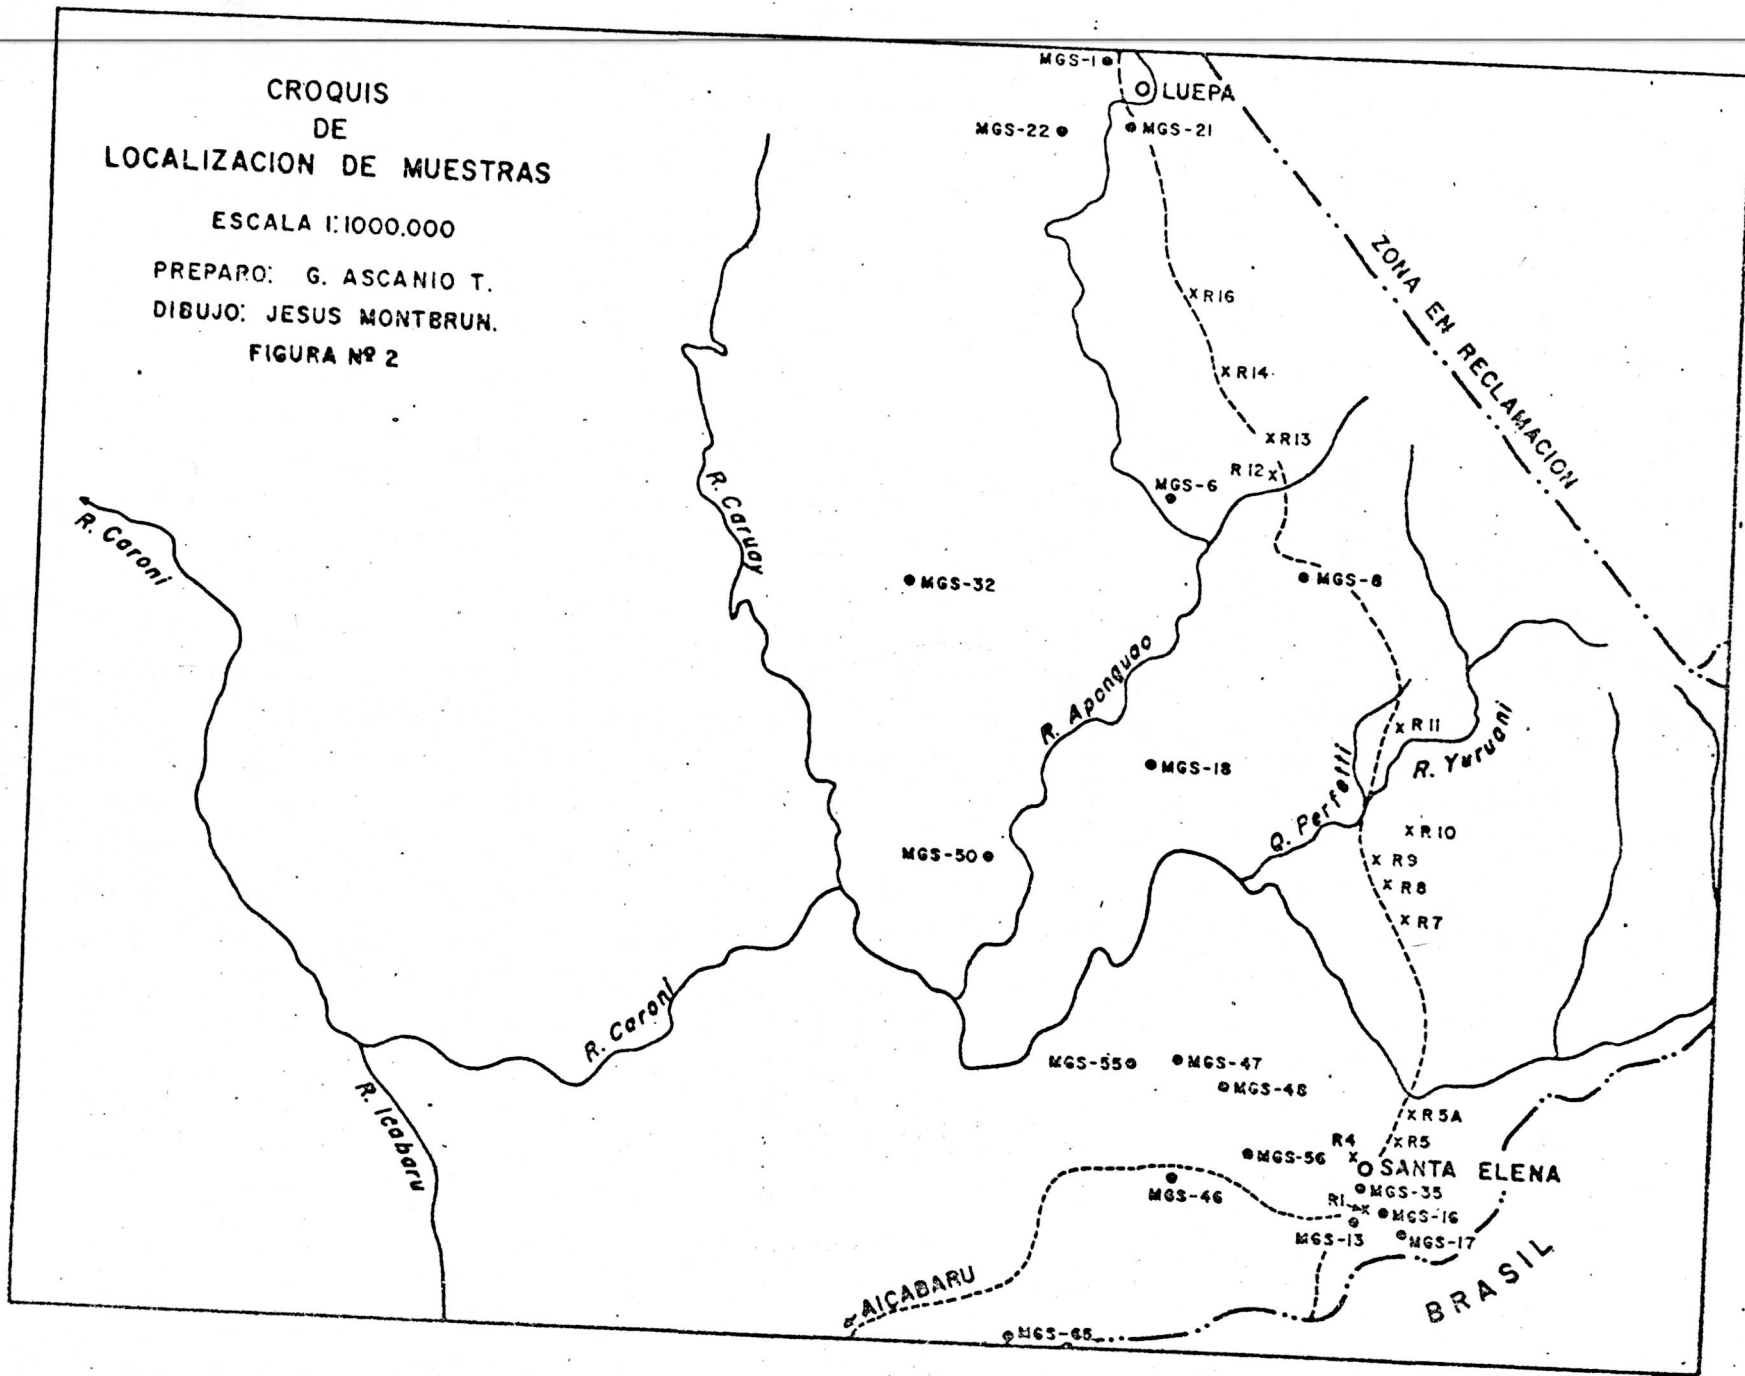 CROQUIS
DE
LOCALIZACION DE MUESTRAS
ESCALA 1:1000.000
PREPARO: G. ASCANIO T.
DIBUJO: JESUS MONTBRUN.
FIGURA Nº 2
MGS-1
LUEPA
MGS-22
MGS-21
ZONA EN RECLAMACION
R16
R14
R13
R12
MGS-6
R. Caruay
R. Caroni
MGS-32
MGS-8
R. Aponguao
R11
R. Yuruani
MGS-18
Q. Perfetti
R10
MGS-50
R9
R8
R7
R. Caroni
MGS-55
MGS-47
MGS-48
R. Icabaru
R5A
R4
R5
MGS-56
SANTA ELENA
MGS-46
MGS-35
R1
MGS-16
MGS-13
MGS-17
BRASIL
AICABARU
MGS-65